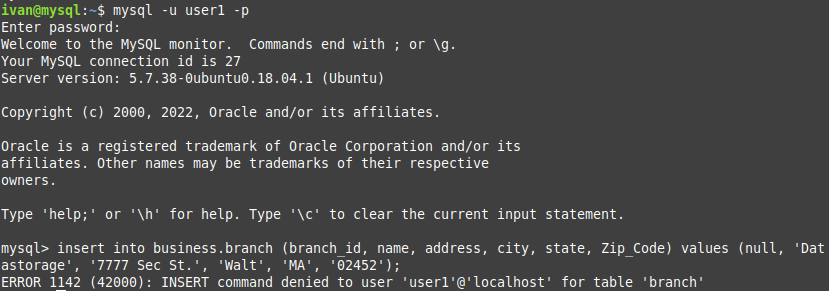 ivan@mysql:~$ mysql -u user1 -p
Enter password:
Welcome to the MySQL monitor.  Commands end with ; or \g.
Your MySQL connection id is 27
Server version: 5.7.38-0ubuntu0.18.04.1 (Ubuntu)

Copyright (c) 2000, 2022, Oracle and/or its affiliates.

Oracle is a registered trademark of Oracle Corporation and/or its
affiliates. Other names may be trademarks of their respective
owners.

Type 'help;' or '\h' for help. Type '\c' to clear the current input statement.

mysql> insert into business.branch (branch_id, name, address, city, state, Zip_Code) values (null, 'Dat
astorage', '7777 Sec St.', 'Walt', 'MA', '02452');
ERROR 1142 (42000): INSERT command denied to user 'user1'@'localhost' for table 'branch'